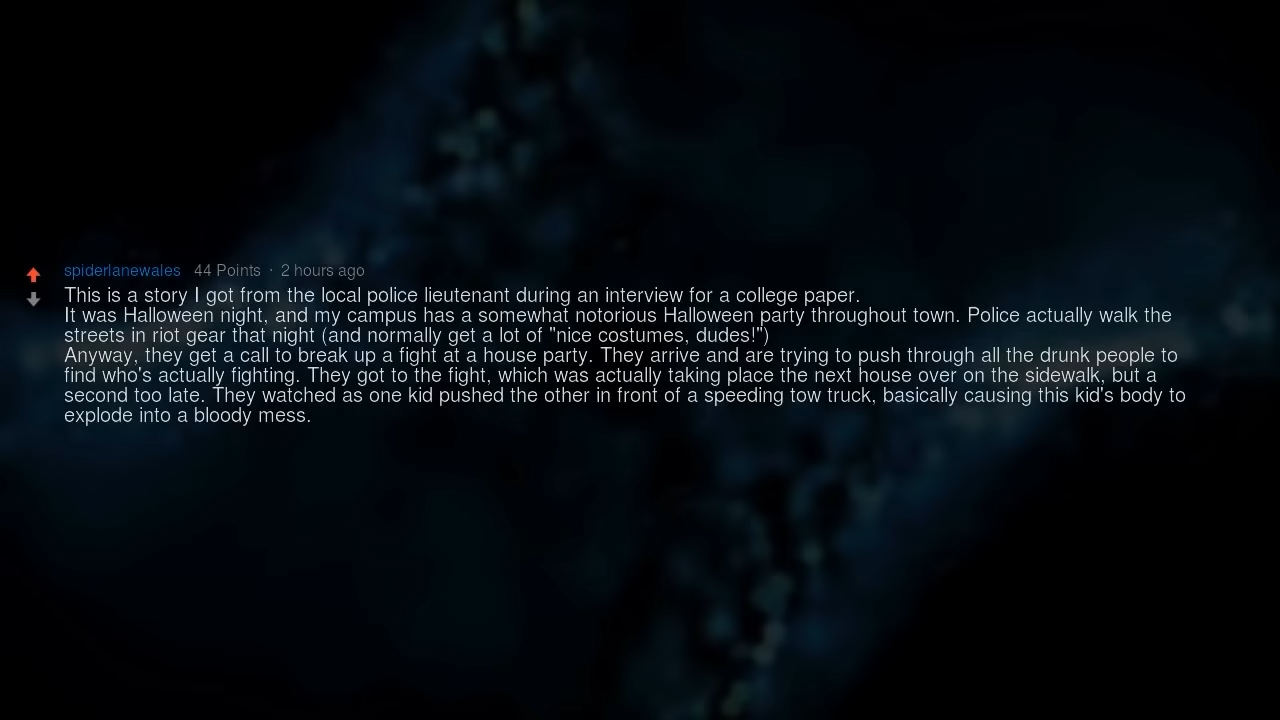 spiderlanewales 44 Points · 2 hours ago
This is a story I got from the local police lieutenant during an interview for a college paper.
It was Halloween night, and my campus has a somewhat notorious Halloween party throughout town. Police actually walk the
streets in riot gear that night (and normally get a lot of "nice costumes, dudes!")
Anyway, they get a call to break up a fight at a house party. They arrive and are trying to push through all the drunk people to
find who's actually fighting. They got to the fight, which was actually taking place the next house over on the sidewalk, but a
second too late. They watched as one kid pushed the other in front of a speeding tow truck, basically causing this kid's body to
explode into a bloody mess.